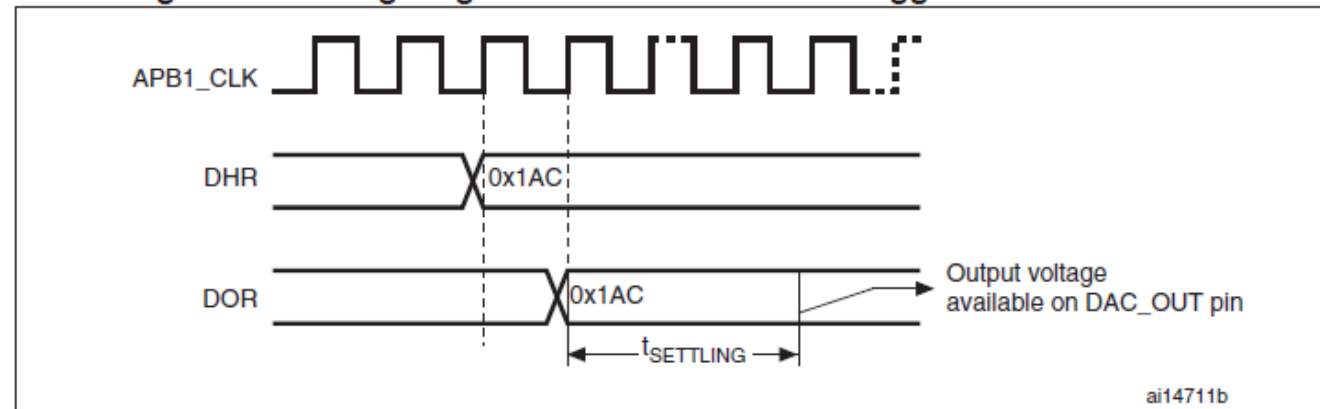 APB1_CLK
DHR
0x1AC
DOR
0x1AC
Output voltage
available on DAC_OUT pin
tSETTLING
ai14711b